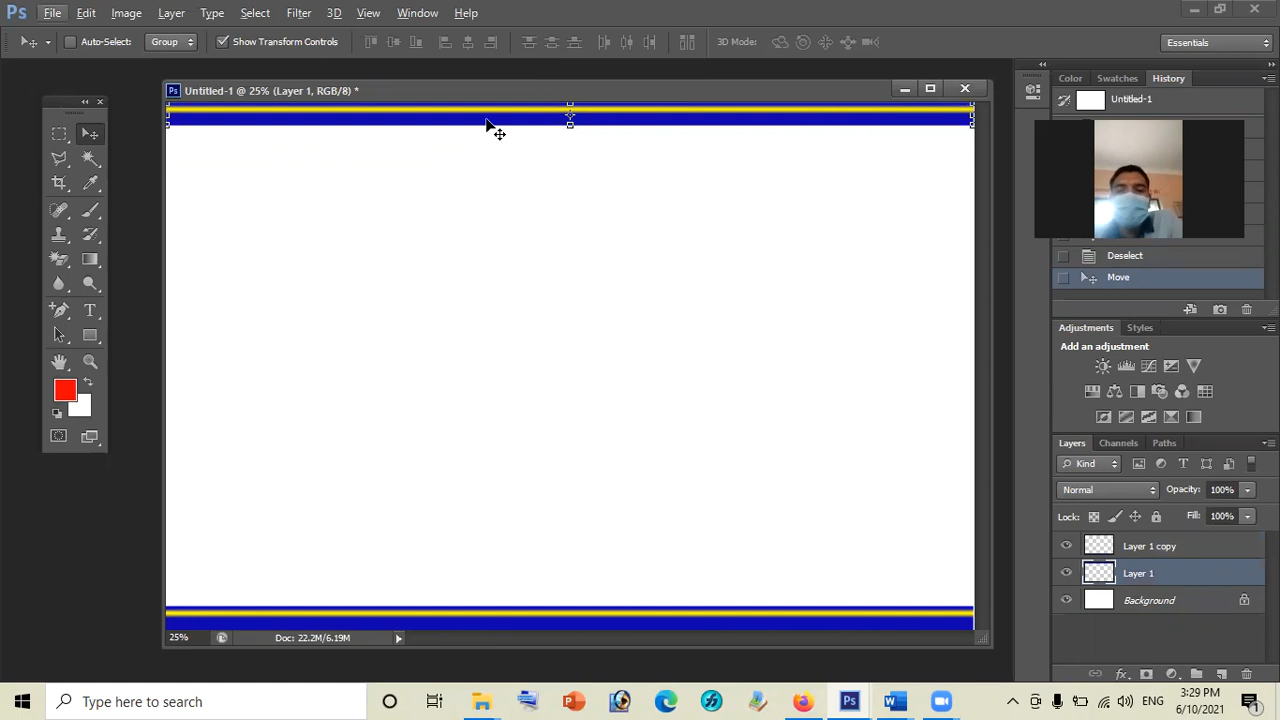 Ps File Edit Image Layer Type Select Filter 3D View Window Help
Auto-Select: Group Show Transform Controls 3D Mode: Essentials
Ps Untitled-1 @ 25% (Layer 1, RGB/8) *
Color Swatches History
Untitled-1
Deselect
Move
Adjustments Styles
Add an adjustment
Layers Channels Paths
Kind
Normal Opacity: 100%
Lock: Fill: 100%
Layer 1 copy
Layer 1
Background
25% Doc: 22.2M/6.19M
Type here to search
ENG
3:29 PM
6/10/2021